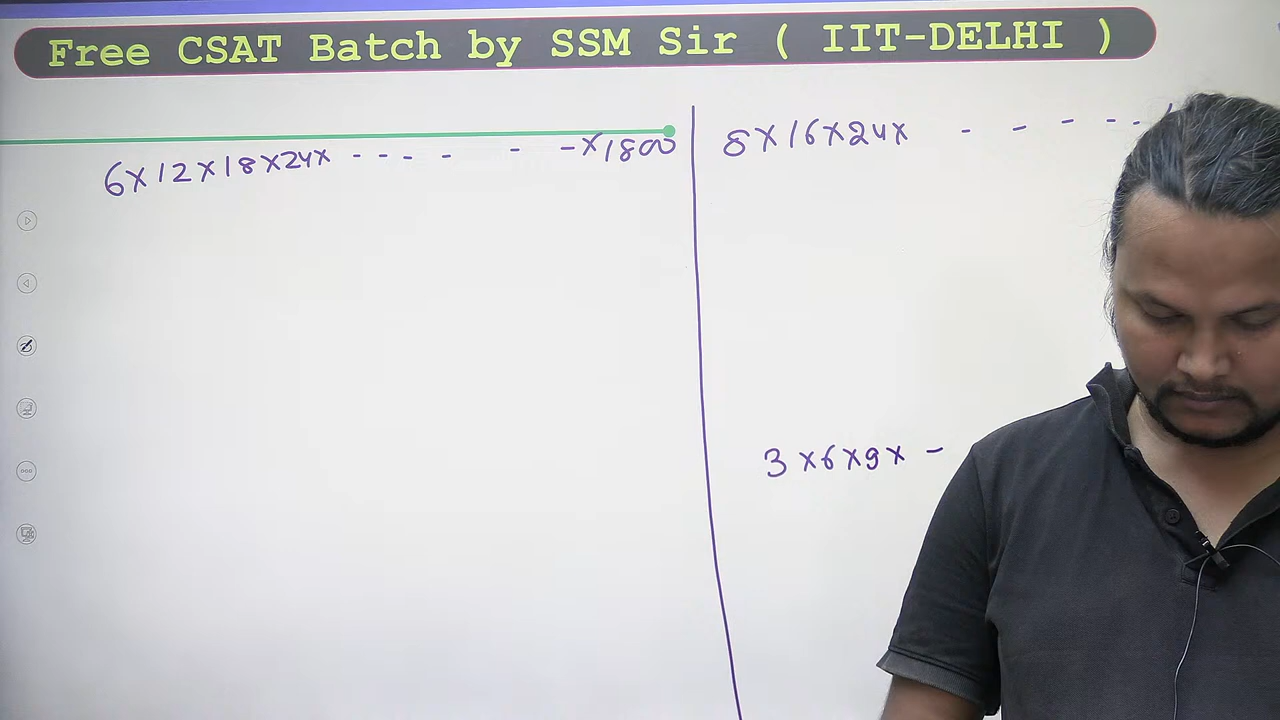 Free CSAT Batch by SSM Sir ( IIT-DELHI )
6x12x18x24x ---- - -x1800
8x16x24x - - - --
3x6x9x -